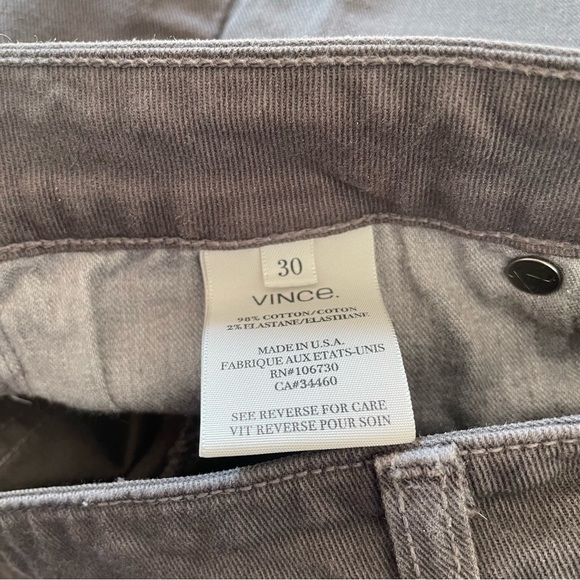 30
VINCE.
98% COTTON/COTON
2% ELASTANE/ELASTHANE
MADE IN U.S.A.
FABRIQUE AUX ETATS-UNIS
RN#106730
CA#34460
SEE REVERSE FOR CARE
VIT REVERSE POUR SOIN